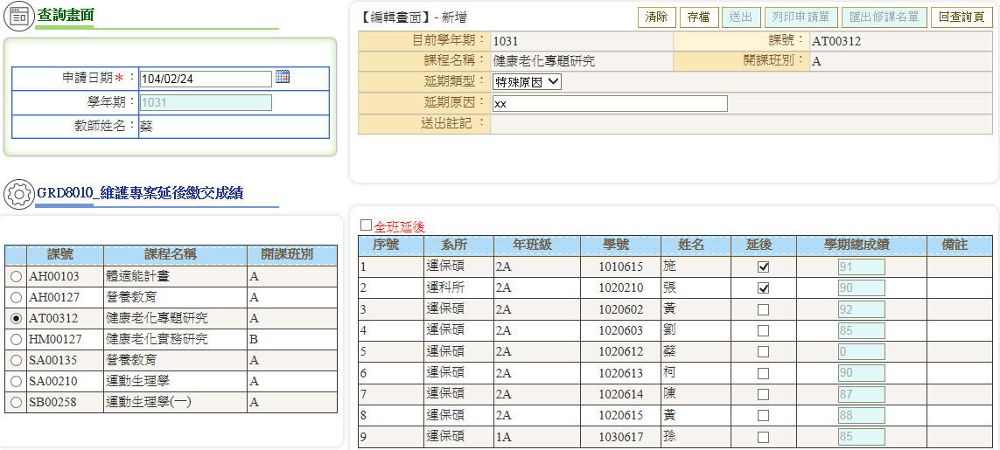 查詢畫面
申請日期＊：104/02/24
學年期：1031
教師姓名：蔡
GRD8010_維護專案延後繳交成績
課號 課程名稱 開課班別
AH00103 體適能計畫 A
AH00127 營養教育 A
AT00312 健康老化專題研究 A
HM00127 健康老化實務研究 B
SA00135 營養教育 A
SA00210 運動生理學 A
SB00258 運動生理學(一) A
【編輯畫面】- 新增 清除 存檔 送出 列印申請單 匯出修課名單 回查詢頁
目前學年期：1031 課號：AT00312
課程名稱：健康老化專題研究 開課班別：A
延期類型：特殊原因
延期原因：xx
送出註記 ：
全班延後
序號 系所 年班級 學號 姓名 延後 學期總成績 備註
1 運保碩 2A 1010615 施 91
2 運科所 2A 1020210 張 90
3 運保碩 2A 1020602 黃 92
4 運保碩 2A 1020603 劉 85
5 運保碩 2A 1020612 蔡 0
6 運保碩 2A 1020613 柯 90
7 運保碩 2A 1020614 陳 87
8 運保碩 2A 1020615 黃 88
9 運保碩 1A 1030617 孫 85